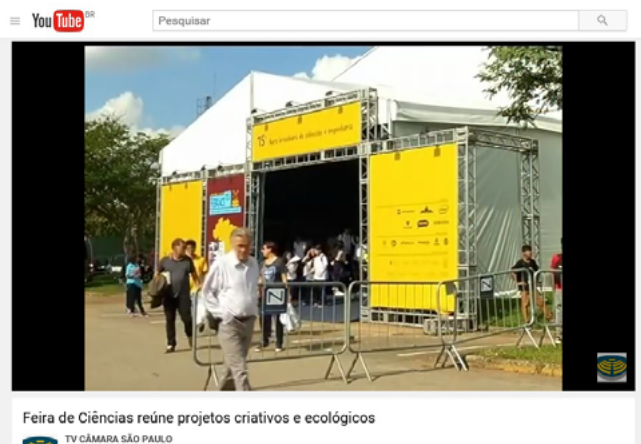 YouTube BR
Pesquisar
15ª feira brasileira de ciências e engenharia
N
N
Feira de Ciências reúne projetos criativos e ecológicos
TV CÂMARA SÃO PAULO